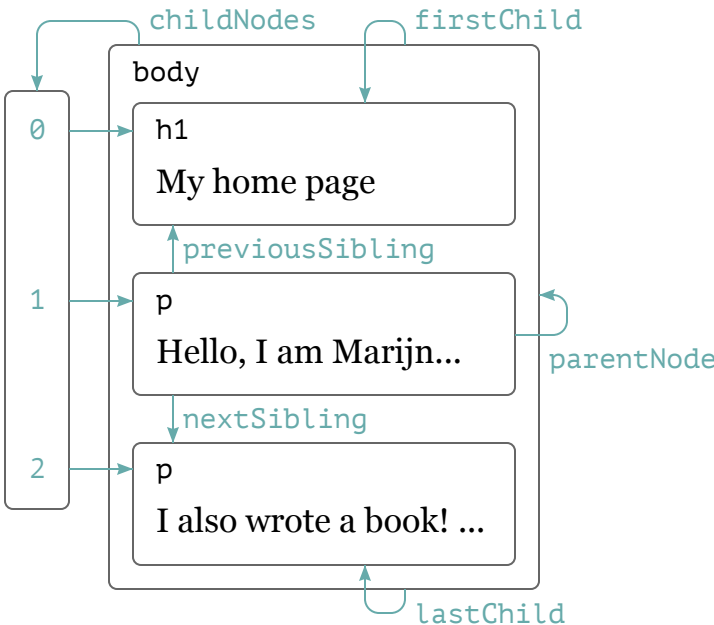 childNodes
firstChild
body
0
h1
My home page
previousSibling
1
p
Hello, I am Marijn...
parentNode
nextSibling
2
p
I also wrote a book! ...
lastChild